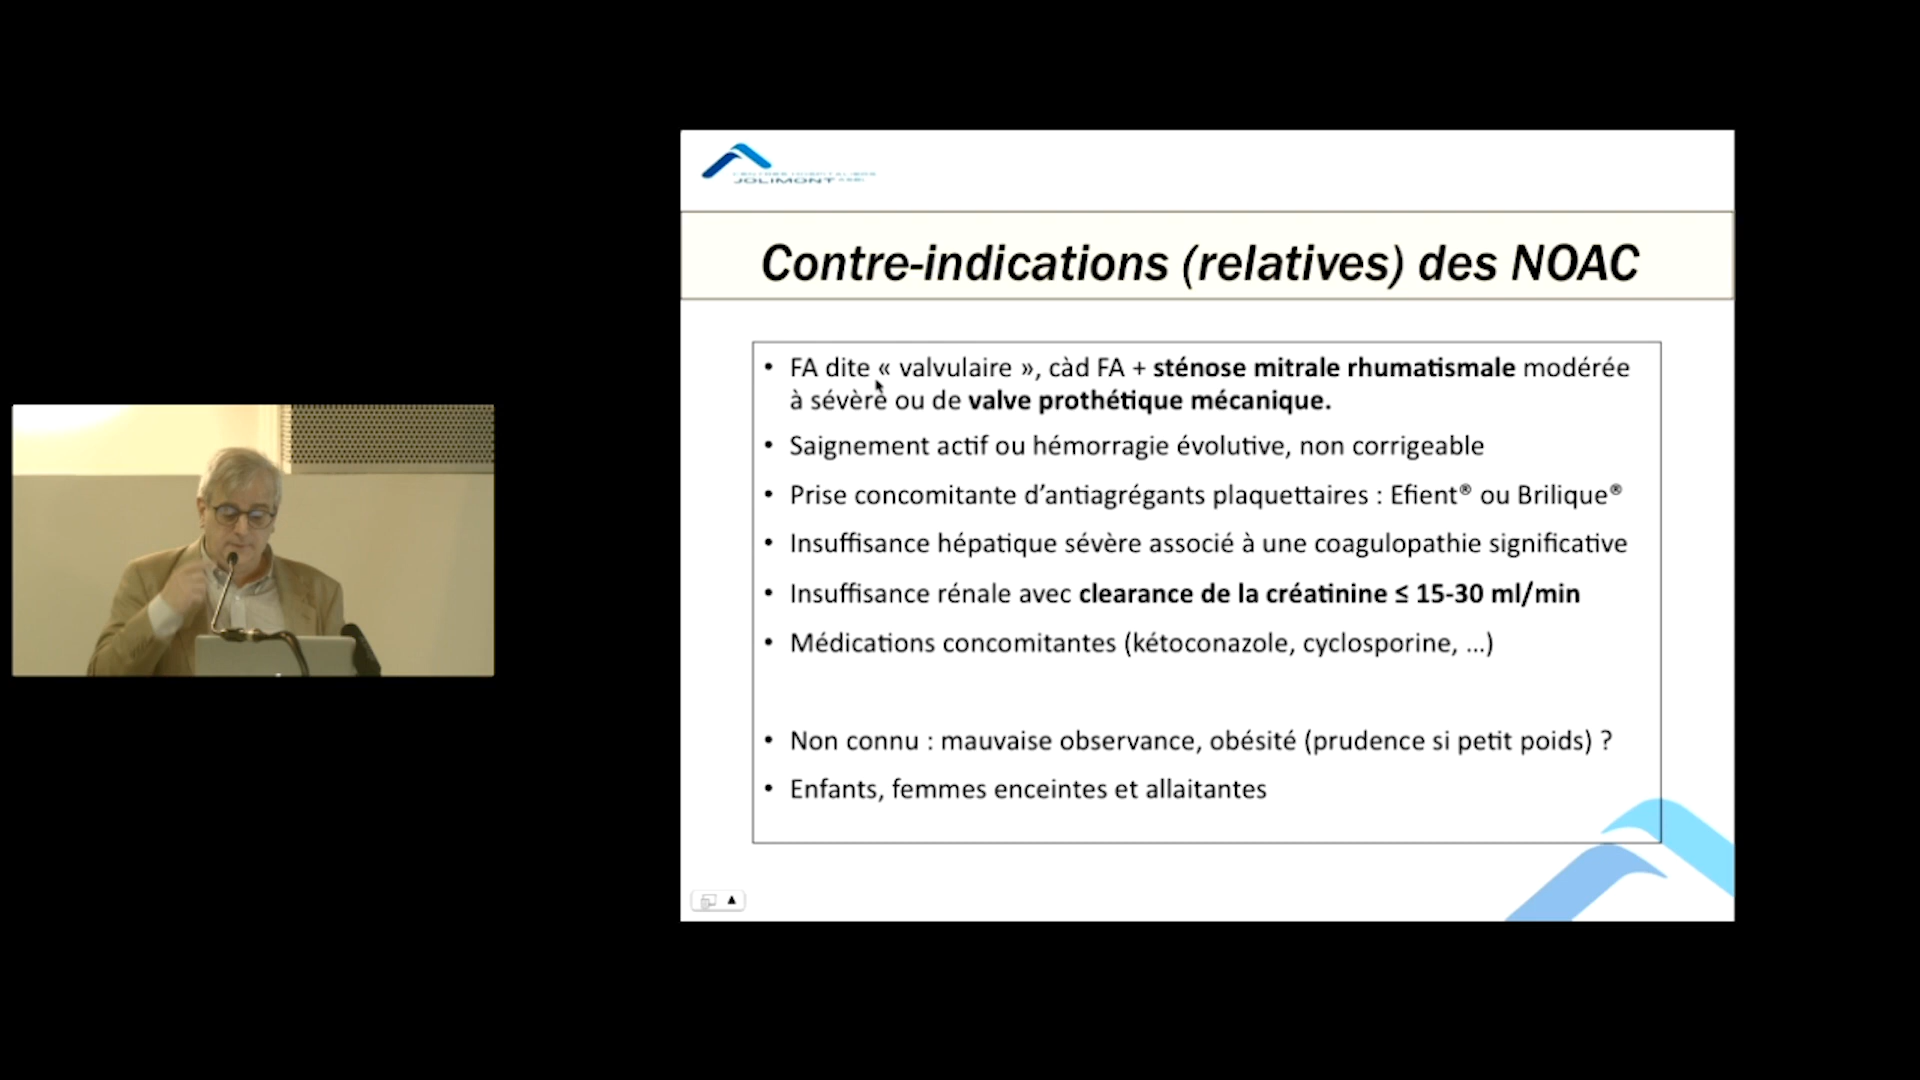 CENTRES HOSPITALIERS
JOLIMONT ASBL
Contre-indications (relatives) des NOAC
• FA dite « valvulaire », càd FA + sténose mitrale rhumatismale modérée
à sévère ou de valve prothétique mécanique.
• Saignement actif ou hémorragie évolutive, non corrigeable
• Prise concomitante d’antiagrégants plaquettaires : Efient® ou Brilique®
• Insuffisance hépatique sévère associé à une coagulopathie significative
• Insuffisance rénale avec clearance de la créatinine ≤ 15-30 ml/min
• Médications concomitantes (kétoconazole, cyclosporine, ...)
• Non connu : mauvaise observance, obésité (prudence si petit poids) ?
• Enfants, femmes enceintes et allaitantes